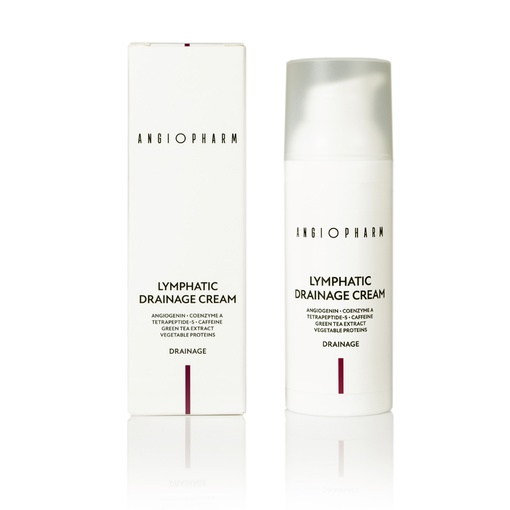 ANGIOPHARM
LYMPHATIC
DRAINAGE CREAM
ANGIOGENIN · COENZYME A
TETRAPEPTIDE-5 · CAFFEINE
GREEN TEA EXTRACT
VEGETABLE PROTEINS
DRAINAGE
ANGIOPHARM
LYMPHATIC
DRAINAGE CREAM
ANGIOGENIN · COENZYME A
TETRAPEPTIDE-5 · CAFFEINE
GREEN TEA EXTRACT
VEGETABLE PROTEINS
DRAINAGE